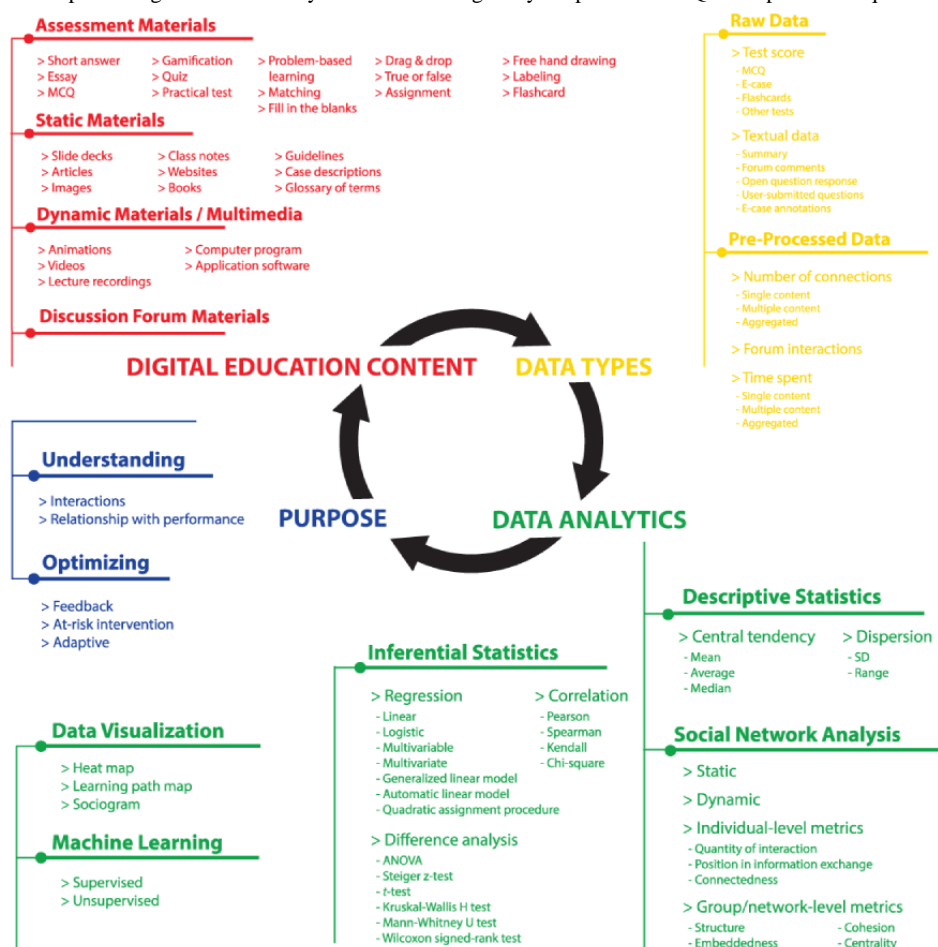 Assessment Materials
> Short answer
> Essay
> MCQ
> Gamification
> Quiz
> Practical test
> Problem-based
learning
> Matching
> Fill in the blanks
> Drag & drop
> True or false
> Assignment
> Free hand drawing
> Labeling
> Flashcard
Static Materials
> Slide decks
> Articles
> Images
> Class notes
> Websites
> Books
> Guidelines
> Case descriptions
> Glossary of terms
Dynamic Materials / Multimedia
> Animations
> Videos
> Lecture recordings
> Computer program
> Application software
Discussion Forum Materials
DIGITAL EDUCATION CONTENT
Raw Data
> Test score
- MCQ
- E-case
- Flashcards
- Other tests
> Textual data
- Summary
- Forum comments
- Open question response
- User-submitted questions
- E-case annotations
Pre-Processed Data
> Number of connections
- Single content
- Multiple content
- Aggregated
> Forum interactions
> Time spent
- Single content
- Multiple content
- Aggregated
DATA TYPES
Understanding
> Interactions
> Relationship with performance
Optimizing
> Feedback
> At-risk intervention
> Adaptive
PURPOSE
DATA ANALYTICS
Descriptive Statistics
> Central tendency
- Mean
- Average
- Median
> Dispersion
- SD
- Range
Social Network Analysis
> Static
> Dynamic
> Individual-level metrics
- Quantity of interaction
- Position in information exchange
- Connectedness
> Group/network-level metrics
- Structure
- Embeddedness
- Cohesion
- Centrality
Inferential Statistics
> Regression
- Linear
- Logistic
- Multivariable
- Multivariate
- Generalized linear model
- Automatic linear model
- Quadratic assignment procedure
> Correlation
- Pearson
- Spearman
- Kendall
- Chi-square
> Difference analysis
- ANOVA
- Steiger z-test
- t-test
- Kruskal-Wallis H test
- Mann-Whitney U test
- Wilcoxon signed-rank test
Data Visualization
> Heat map
> Learning path map
> Sociogram
Machine Learning
> Supervised
> Unsupervised